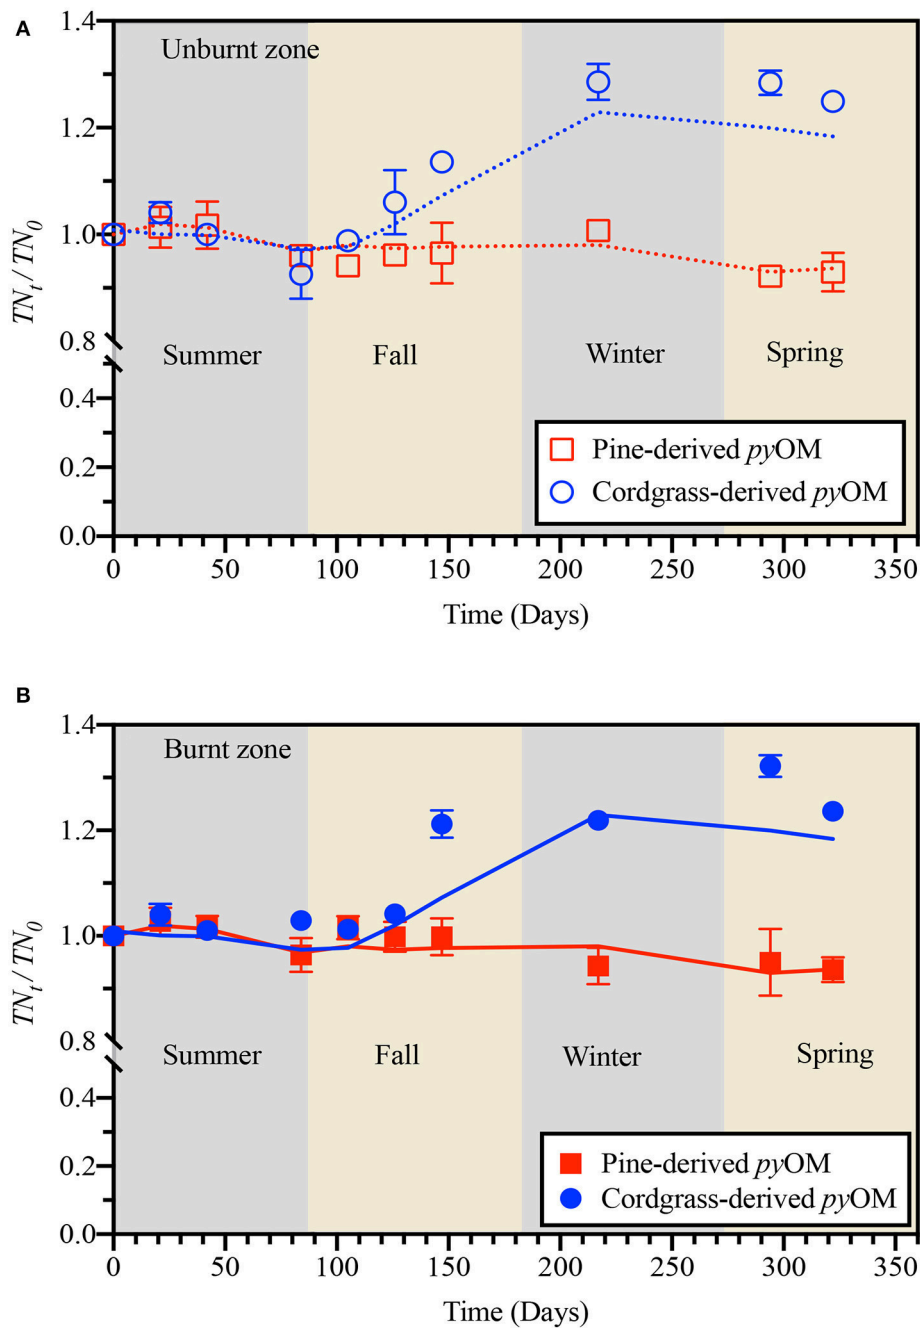 A
1.4
Unburnt zone
1.2
1.0
0.8
TNt / TN0
Summer Fall Winter Spring
0.4
0.2
0.0
Pine-derived pyOM
Cordgrass-derived pyOM
0 50 100 150 200 250 300 350
Time (Days)
B
1.4
Burnt zone
1.2
1.0
0.8
TNt / TN0
Summer Fall Winter Spring
0.4
0.2
0.0
Pine-derived pyOM
Cordgrass-derived pyOM
0 50 100 150 200 250 300 350
Time (Days)